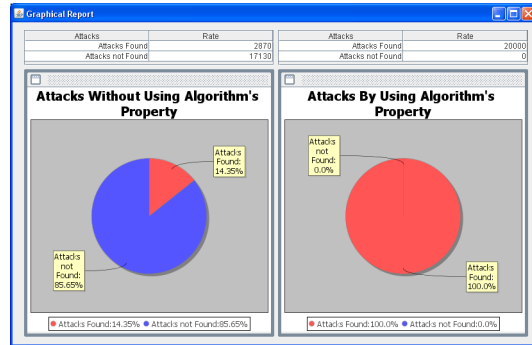 Graphical Report
Attacks Rate
Attacks Found 2870
Attacks not Found 17130
Attacks Rate
Attacks Found 20000
Attacks not Found 0
Attacks Without Using Algorithm's
Property
Attacks
Found:
14.35%
Attacks
not
Found:
85.65%
Attacks Found:14.35% Attacks not Found:85.65%
Attacks By Using Algorithm's
Property
Attacks
not
Found:
0.0%
Attacks
Found:
100.0%
Attacks Found:100.0% Attacks not Found:0.0%